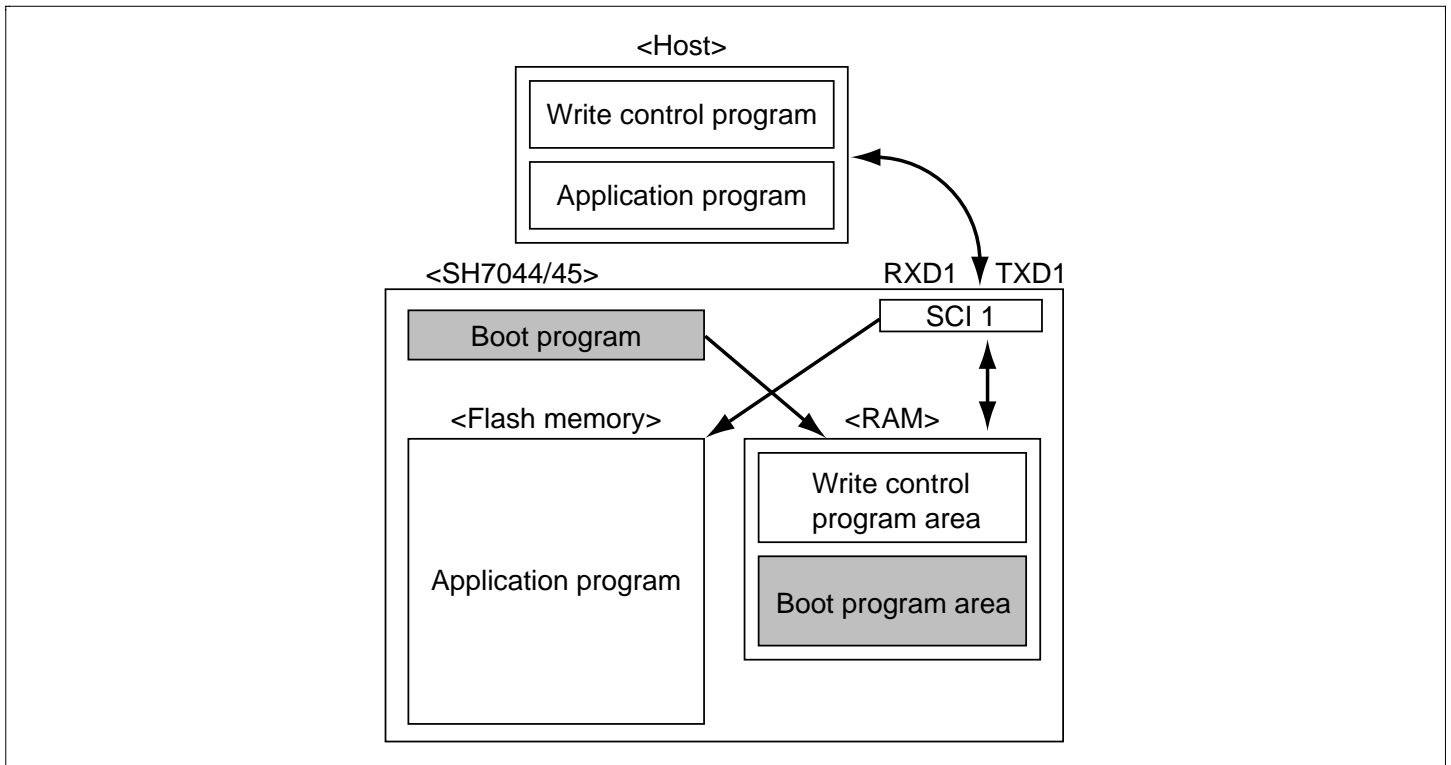 <Host>
Write control program
Application program
<SH7044/45>
RXD1
TXD1
SCI 1
Boot program
<Flash memory>
<RAM>
Write control
program area
Application program
Boot program area